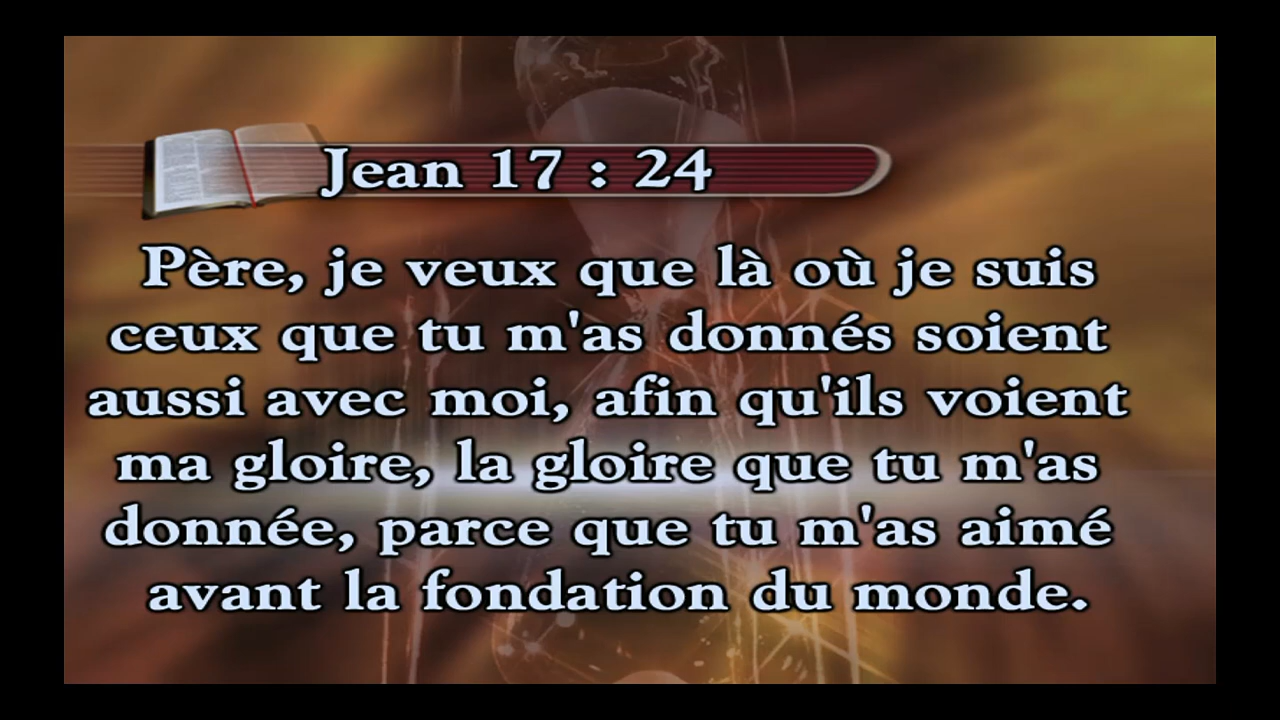 Jean 17 : 24
Père, je veux que là où je suis
ceux que tu m'as donnés soient
aussi avec moi, afin qu'ils voient
ma gloire, la gloire que tu m'as
donnée, parce que tu m'as aimé
avant la fondation du monde.